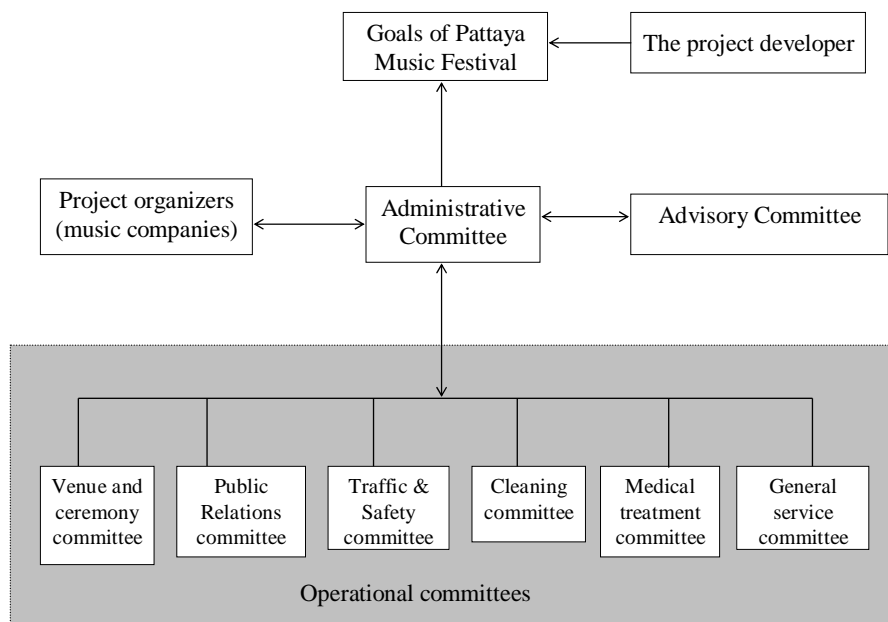 Goals of Pattaya
Music Festival
The project developer
Project organizers
(music companies)
Administrative
Committee
Advisory Committee
Venue and
ceremony
committee
Public
Relations
committee
Traffic &
Safety
committee
Cleaning
committee
Medical
treatment
committee
General
service
committee
Operational committees